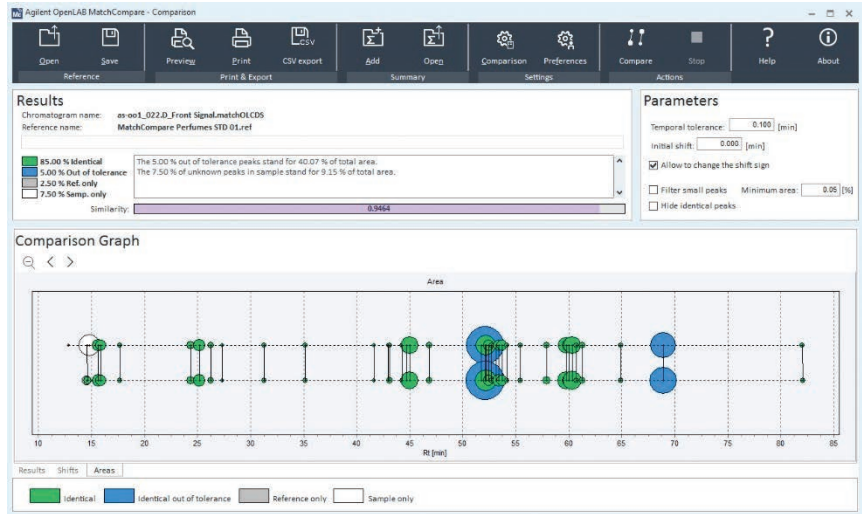 Agilent OpenLAB MatchCompare - Comparison
Open Save Preview Print CSV export Add Open Comparison Preferences Compare Stop Help About
Reference Print & Export Summary Settings Actions
Results
Chromatogram name: as-oo1_022.D_Front Signal.matchOLCDS
Reference name: MatchCompare Perfumes STD 01.ref
85.00 % Identical
5.00 % Out of tolerance
2.50 % Ref. only
7.50 % Samp. only
The 5.00 % out of tolerance peaks stand for 40.07 % of total area.
The 7.50 % of unknown peaks in sample stand for 9.15 % of total area.
Similarity: 0.9464
Parameters
Temporal tolerance: 0.100 [min]
Initial shift: 0.000 [min]
Allow to change the shift sign
Filter small peaks Minimum area: 0.05 [%]
Hide identical peaks
Comparison Graph
Area
10 15 20 25 30 35 40 45 50 55 60 65 70 75 80 85
Rt [min]
Results Shifts Areas
Identical Identical out of tolerance Reference only Sample only